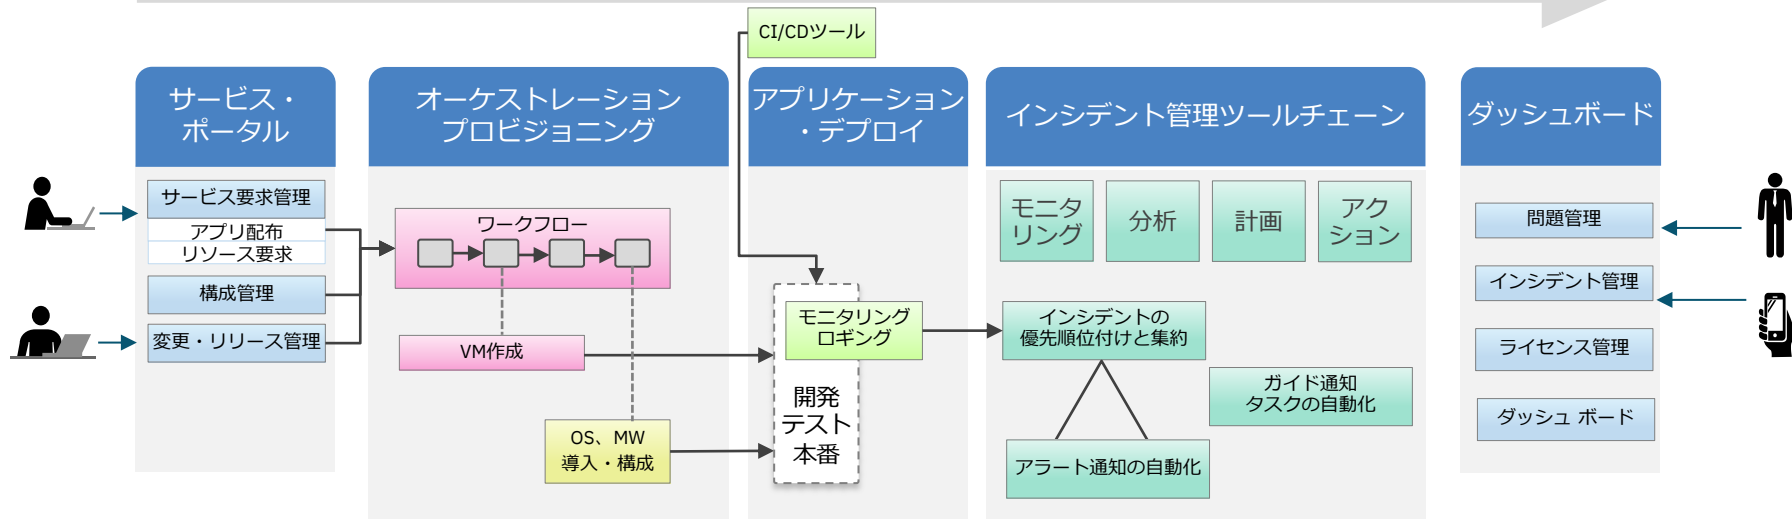 CI/CDツール
サービス・
ポータル
サービス要求管理
アプリ配布
リソース要求
構成管理
変更・リリース管理
オーケストレーション
プロビジョニング
ワークフロー
VM作成
OS、MW
導入・構成
アプリケーション
・デプロイ
モニタリング
ロギング
開発
テスト
本番
インシデント管理ツールチェーン
モニタ
リング
分析
計画
アク
ション
インシデントの
優先順位付けと集約
ガイド通知
タスクの自動化
アラート通知の自動化
ダッシュボード
問題管理
インシデント管理
ライセンス管理
ダッシュ ボード